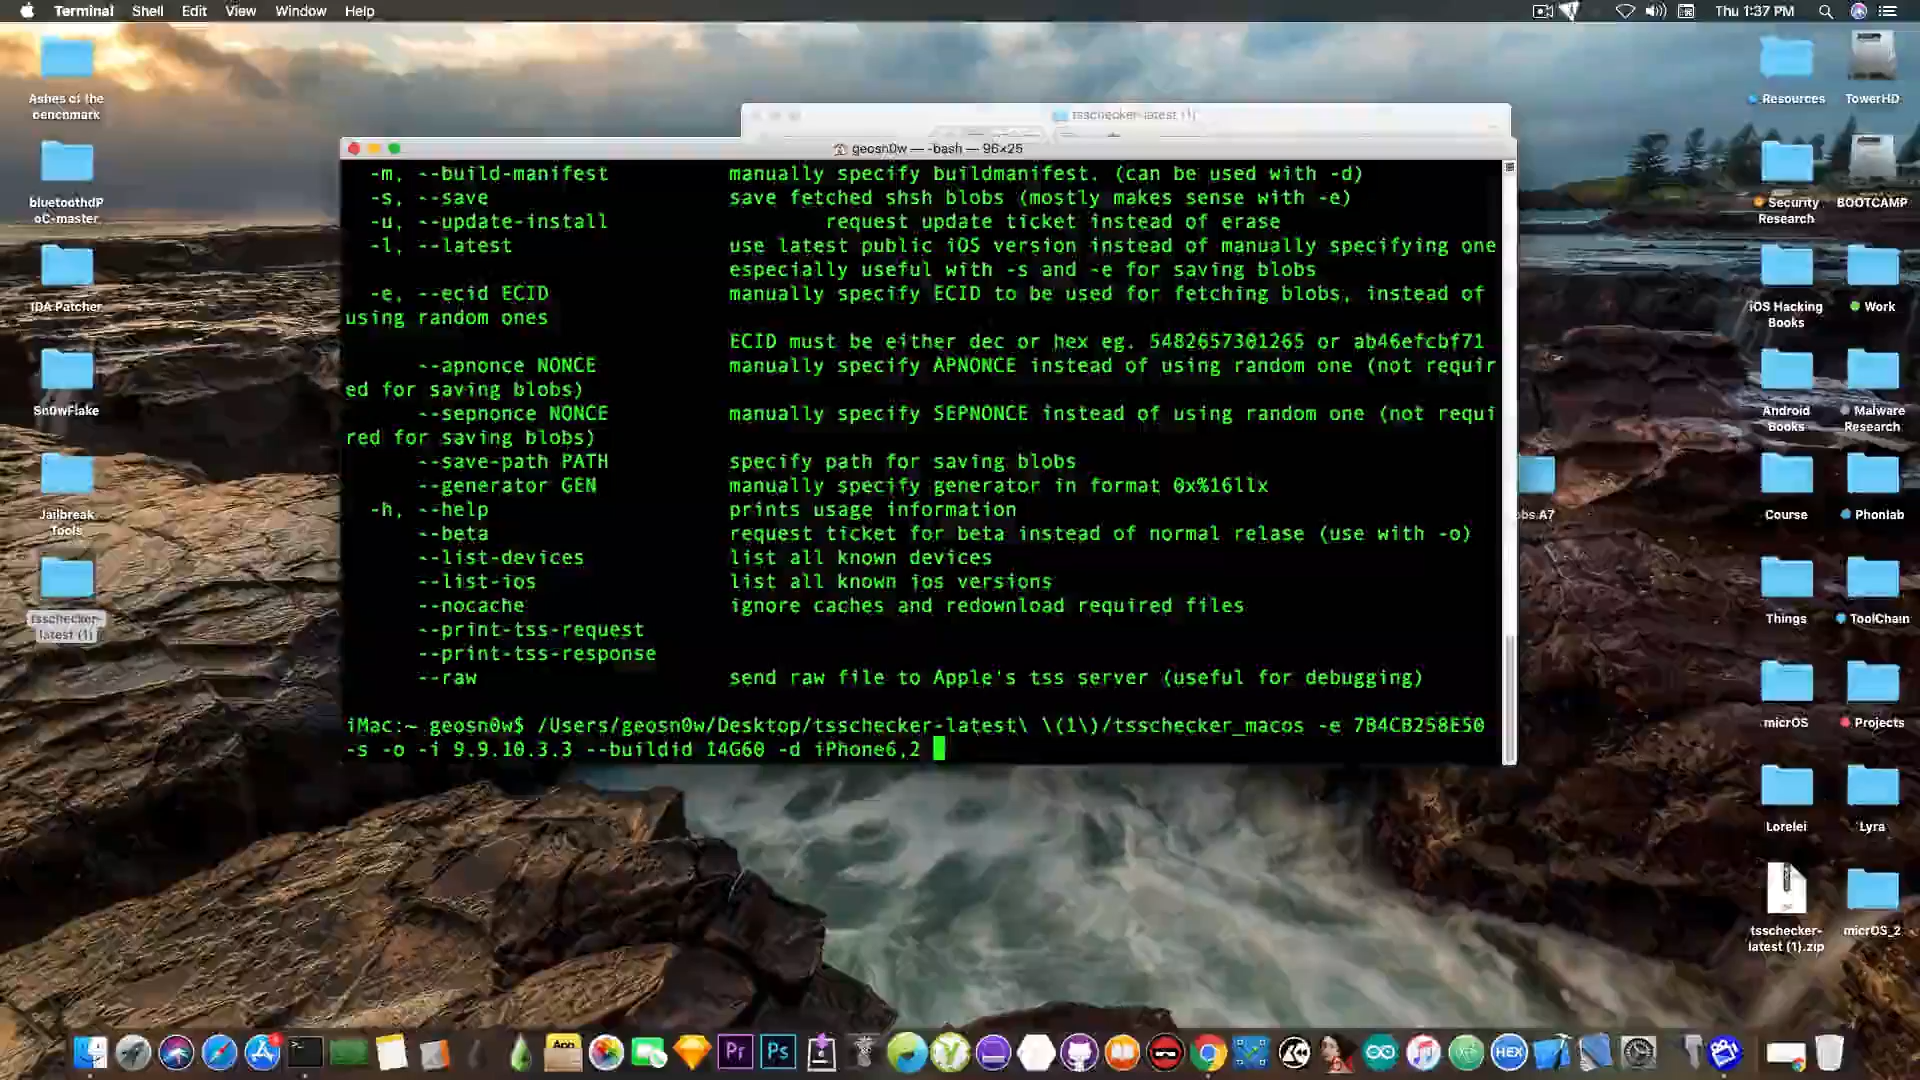 Terminal Shell Edit View Window Help
Thu 1:37 PM
tsschecker-latest (1)
geosn0w — -bash — 96×25
-m, --build-manifest manually specify buildmanifest. (can be used with -d)
-s, --save save fetched shsh blobs (mostly makes sense with -e)
-u, --update-install request update ticket instead of erase
-l, --latest use latest public iOS version instead of manually specifying one
especially useful with -s and -e for saving blobs
-e, --ecid ECID manually specify ECID to be used for fetching blobs, instead of
using random ones
ECID must be either dec or hex eg. 5482657301265 or ab46efcbf71
--apnonce NONCE manually specify APNONCE instead of using random one (not requir
ed for saving blobs)
--sepnonce NONCE manually specify SEPNONCE instead of using random one (not requi
red for saving blobs)
--save-path PATH specify path for saving blobs
--generator GEN manually specify generator in format 0x%16llx
-h, --help prints usage information
--beta request ticket for beta instead of normal relase (use with -o)
--list-devices list all known devices
--list-ios list all known ios versions
--nocache ignore caches and redownload required files
--print-tss-request
--print-tss-response
--raw send raw file to Apple's tss server (useful for debugging)
iMac:~ geosn0w$ /Users/geosn0w/Desktop/tsschecker-latest\ \(1\)/tsschecker_macos -e 7B4CB258E50
-s -o -i 9.9.10.3.3 --buildid 14G60 -d iPhone6,2
Ashes of the
benchmark
bluetoothdP
oC-master
IDA Patcher
Sn0wFlake
Jailbreak
Tools
tsschecker-
latest (1)
Resources
TowerHD
Security
Research
BOOTCAMP
iOS Hacking
Books
Work
Android
Books
Malware
Research
obs.A7
Course
Phonlab
Things
ToolChain
micrOS
Projects
Lorelei
Lyra
tsschecker-
latest (1).zip
micrOS_2
App
Pr
Ps
HEX